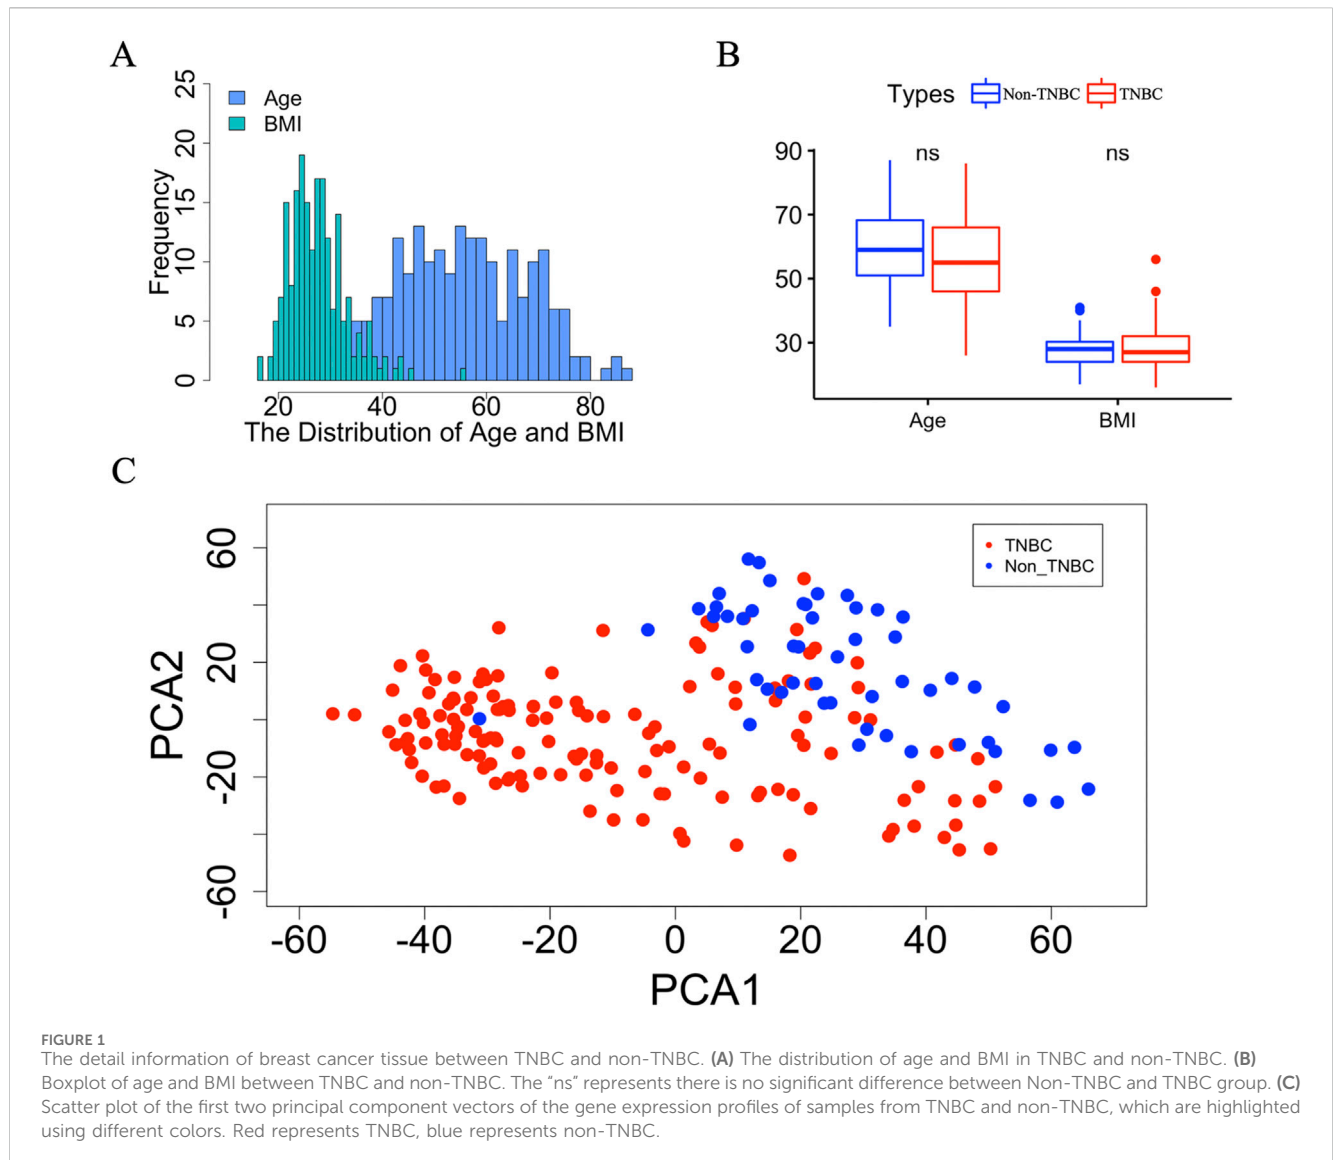 A
25
20
15
10
5
0
Frequency
Age
BMI
20 40 60 80
The Distribution of Age and BMI
B
Types Non-TNBC TNBC
90
70
50
30
ns ns
Age BMI
C
60
20
-20
-60
PCA2
TNBC
Non_TNBC
-60 -40 -20 0 20 40 60
PCA1
FIGURE 1
The detail information of breast cancer tissue between TNBC and non-TNBC. (A) The distribution of age and BMI in TNBC and non-TNBC. (B)
Boxplot of age and BMI between TNBC and non-TNBC. The “ns” represents there is no significant difference between Non-TNBC and TNBC group. (C)
Scatter plot of the first two principal component vectors of the gene expression profiles of samples from TNBC and non-TNBC, which are highlighted
using different colors. Red represents TNBC, blue represents non-TNBC.